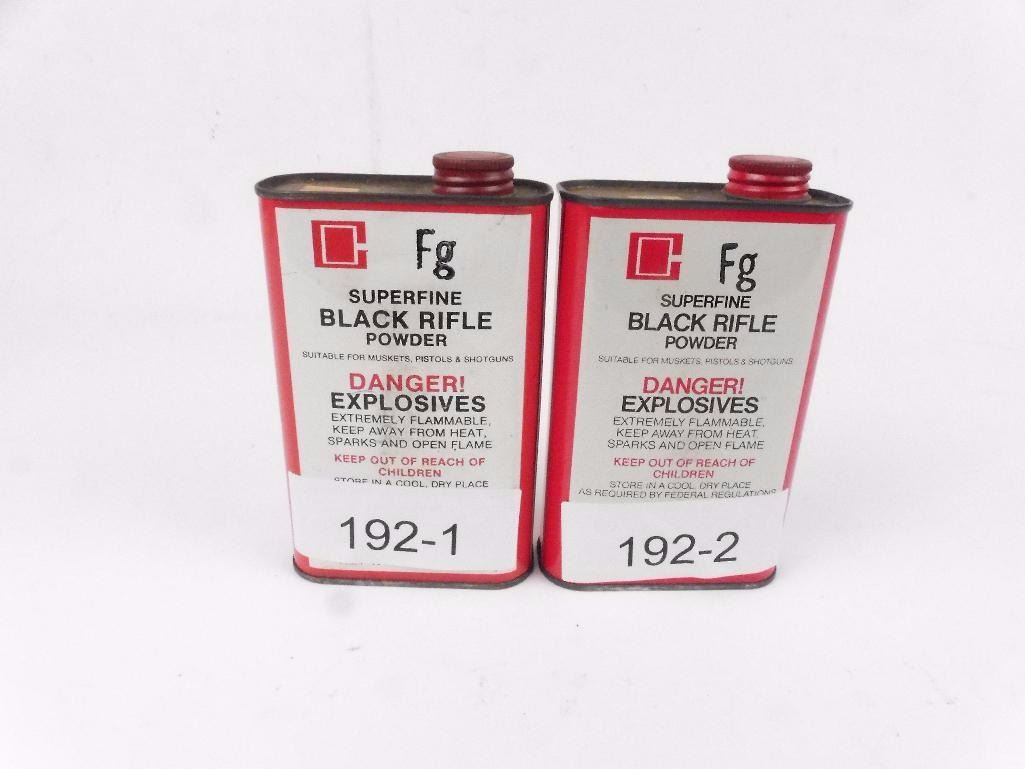 Fg
SUPERFINE
BLACK RIFLE
POWDER
SUITABLE FOR MUSKETS, PISTOLS & SHOTGUNS
DANGER!
EXPLOSIVES
EXTREMELY FLAMMABLE,
KEEP AWAY FROM HEAT,
SPARKS AND OPEN FLAME
KEEP OUT OF REACH OF
CHILDREN
STORE IN A COOL, DRY PLACE
192-1
Fg
SUPERFINE
BLACK RIFLE
POWDER
SUITABLE FOR MUSKETS, PISTOLS & SHOTGUNS
DANGER!
EXPLOSIVES
EXTREMELY FLAMMABLE,
KEEP AWAY FROM HEAT,
SPARKS AND OPEN FLAME
KEEP OUT OF REACH OF
CHILDREN
STORE IN A COOL, DRY PLACE
AS REQUIRED BY FEDERAL REGULATIONS
192-2